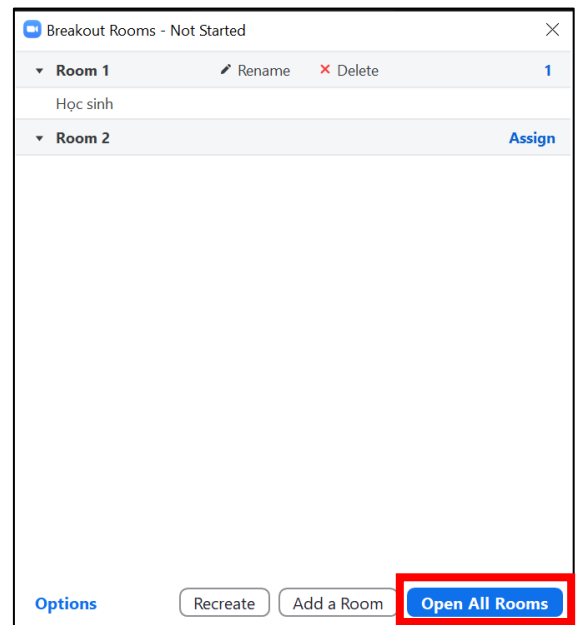 Breakout Rooms - Not Started
Room 1 Rename Delete 1
Học sinh
Room 2 Assign
Options Recreate Add a Room Open All Rooms